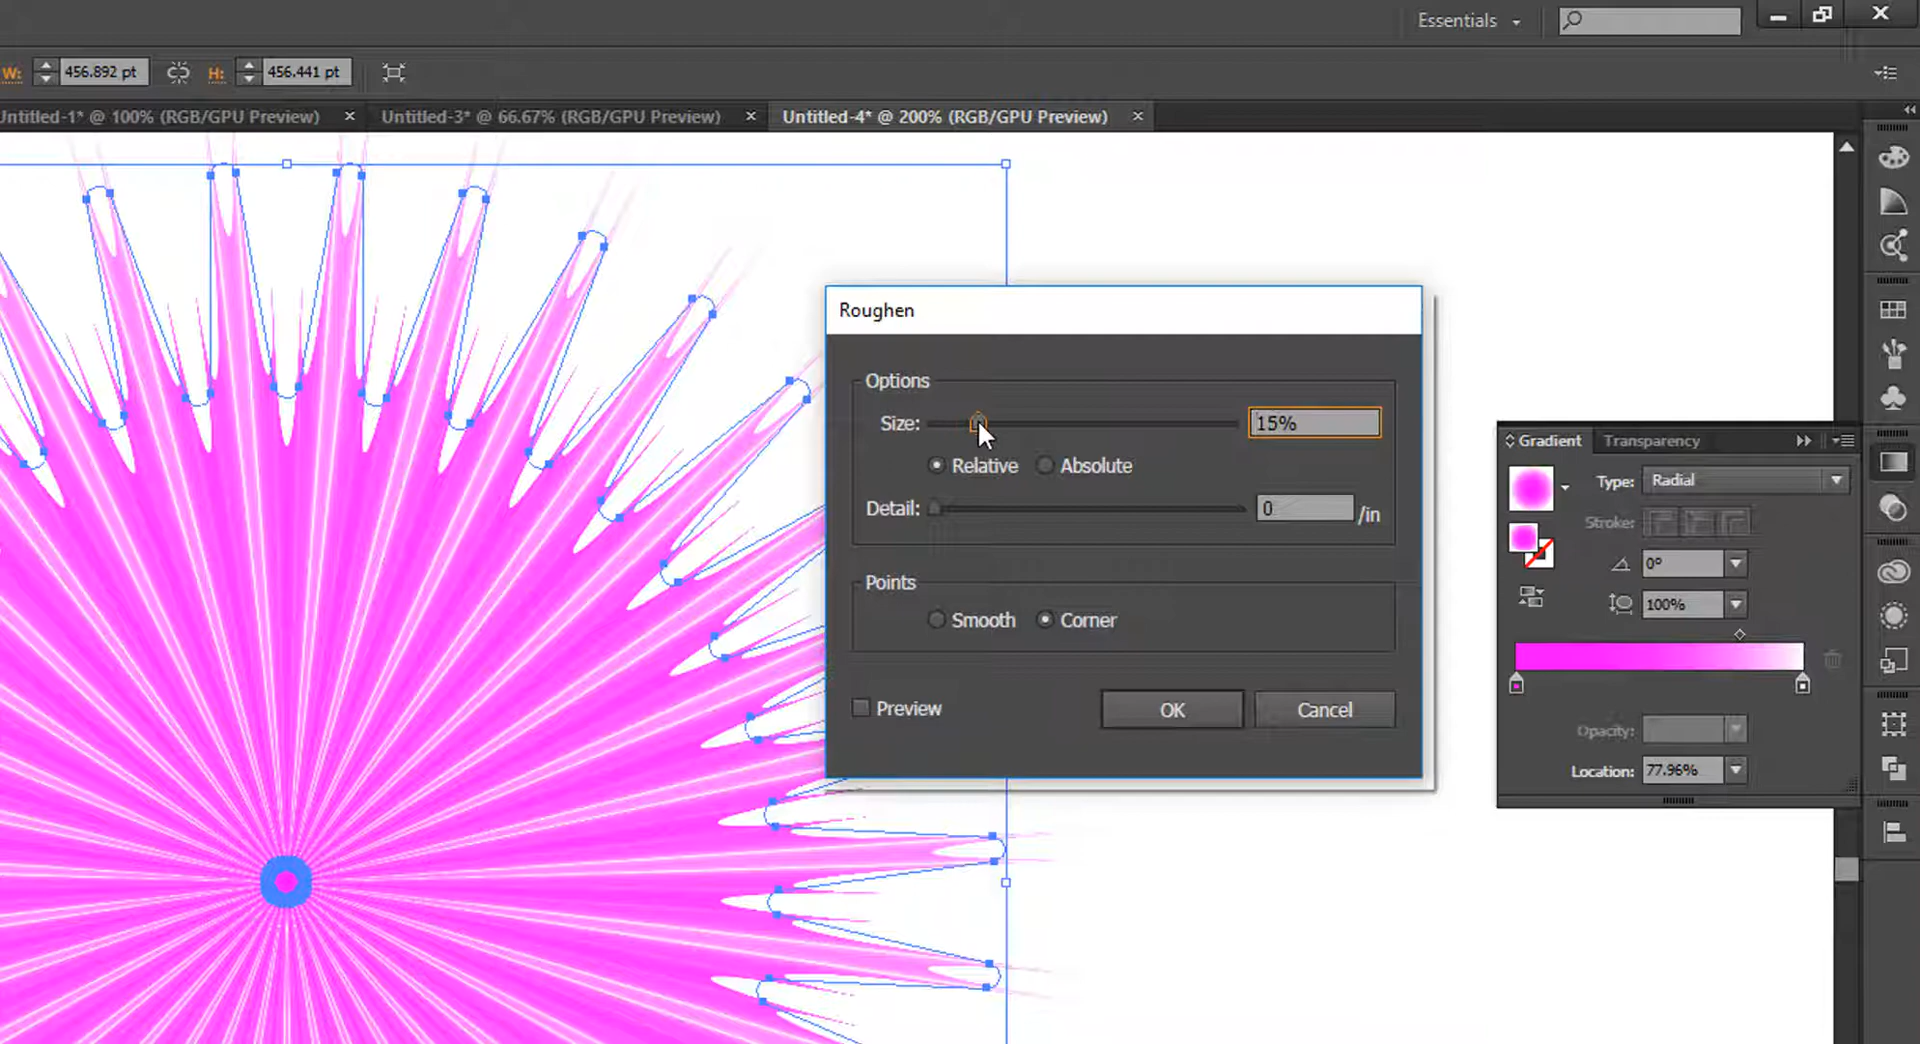 Essentials
W: 456.892 pt H: 456.441 pt
Untitled-1* @ 100% (RGB/GPU Preview) × Untitled-3* @ 66.67% (RGB/GPU Preview) × Untitled-4* @ 200% (RGB/GPU Preview) ×
Roughen
Options
Size: 15%
Relative Absolute
Detail: 0 /in
Points
Smooth Corner
Preview OK Cancel
Gradient Transparency
Type: Radial
Stroke:
0°
100%
Opacity:
Location: 77.96%